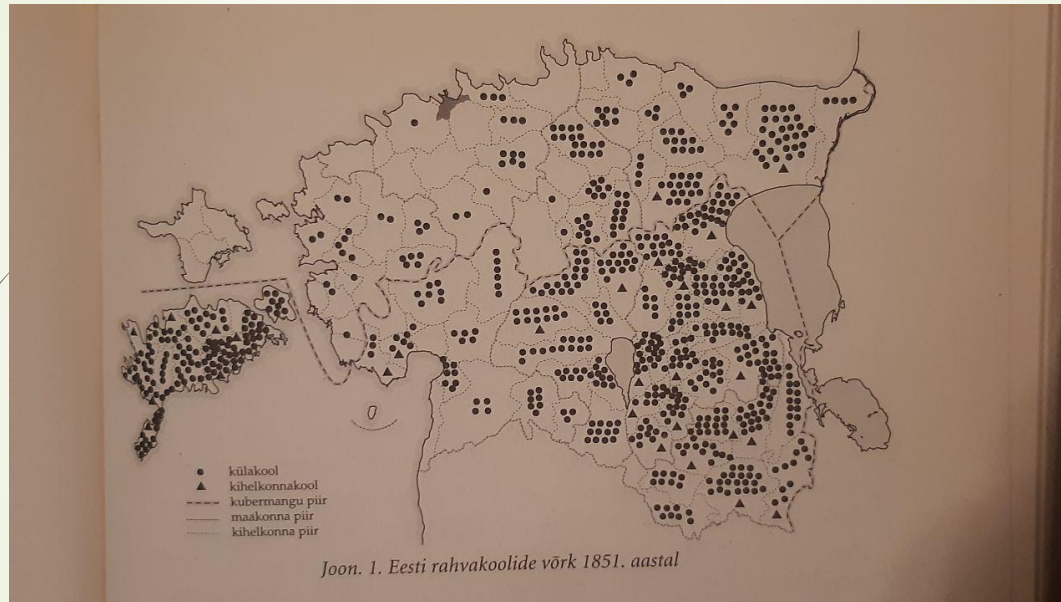 külakool
kihelkonnakool
kubermangu piir
maakonna piir
kihelkonna piir
Joon. 1. Eesti rahvakoolide võrk 1851. aastal